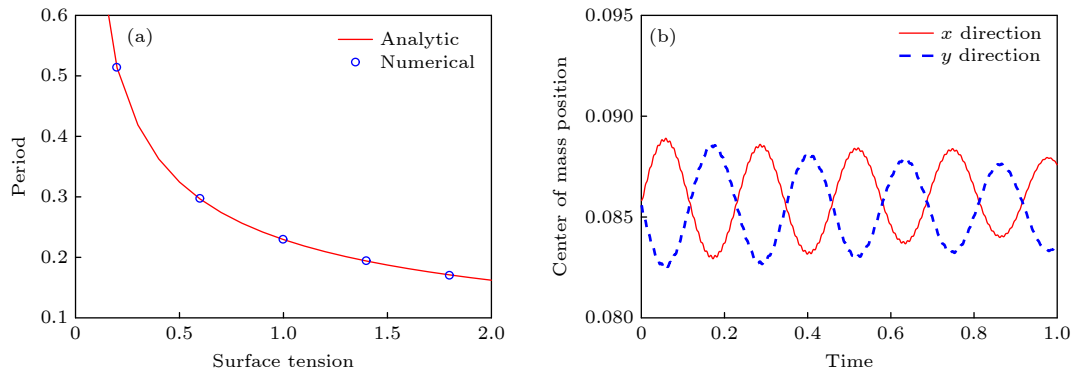 0.6
0.5
0.4
0.3
0.2
0.1
Period
(a)
Analytic
Numerical
0
0.5
1.0
1.5
2.0
Surface tension
0.095
0.090
0.085
0.080
Center of mass position
(b)
x direction
y direction
0
0.2
0.4
0.6
0.8
1.0
Time